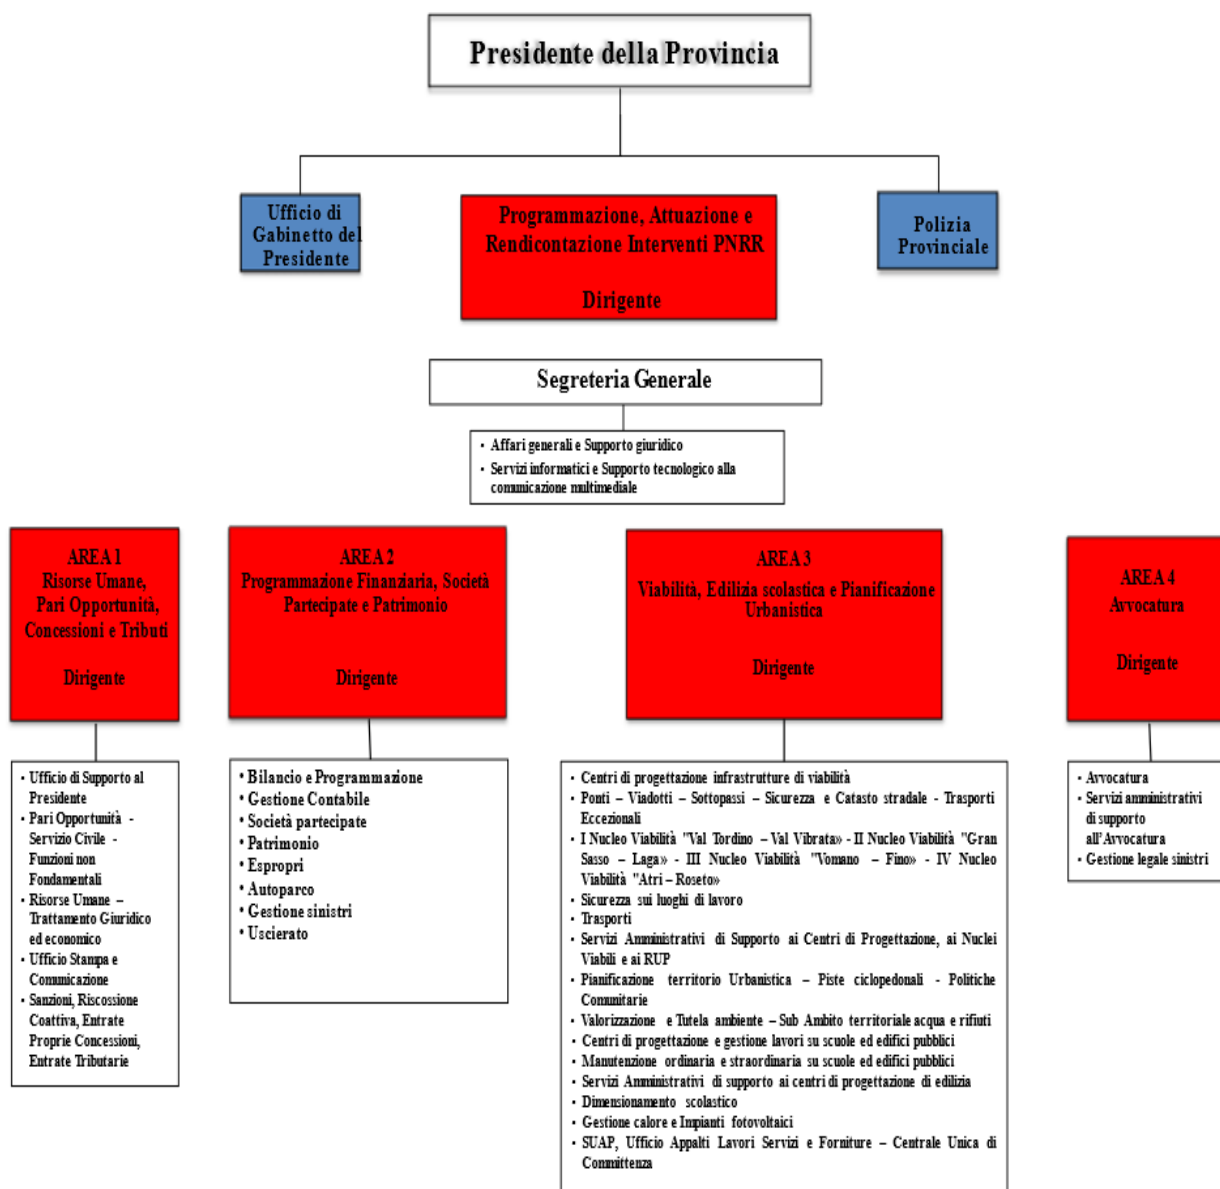 Presidente della Provincia
Ufficio di
Gabinetto del
Presidente
Programmazione, Attuazione e
Rendicontazione Interventi PNRR
Dirigente
Polizia
Provinciale
Segreteria Generale
• Affari generali e Supporto giuridico
• Servizi informatici e Supporto tecnologico alla
comunicazione multimediale
AREA 1
Risorse Umane,
Pari Opportunità,
Concessioni e Tributi
Dirigente
• Ufficio di Supporto al
Presidente
• Pari Opportunità -
Servizio Civile -
Funzioni non
Fondamentali
• Risorse Umane –
Trattamento Giuridico
ed economico
• Ufficio Stampa e
Comunicazione
• Sanzioni, Riscossione
Coattiva, Entrate
Proprie Concessioni,
Entrate Tributarie
AREA 2
Programmazione Finanziaria, Società
Partecipate e Patrimonio
Dirigente
• Bilancio e Programmazione
• Gestione Contabile
• Società partecipate
• Patrimonio
• Espropri
• Autoparco
• Gestione sinistri
• Uscierato
AREA 3
Viabilità, Edilizia scolastica e Pianificazione
Urbanistica
Dirigente
• Centri di progettazione infrastrutture di viabilità
• Ponti – Viadotti – Sottopassi – Sicurezza e Catasto stradale - Trasporti
Eccezionali
• I Nucleo Viabilità "Val Tordino – Val Vibrata» - II Nucleo Viabilità "Gran
Sasso – Laga» - III Nucleo Viabilità "Vomano – Fino» - IV Nucleo
Viabilità "Atri – Roseto»
• Sicurezza sui luoghi di lavoro
• Trasporti
• Servizi Amministrativi di Supporto ai Centri di Progettazione, ai Nuclei
Viabili e ai RUP
• Pianificazione territorio Urbanistica – Piste ciclopedonali - Politiche
Comunitarie
• Valorizzazione e Tutela ambiente – Sub Ambito territoriale acqua e rifiuti
• Centri di progettazione e gestione lavori su scuole ed edifici pubblici
• Manutenzione ordinaria e straordinaria su scuole ed edifici pubblici
• Servizi Amministrativi di supporto ai centri di progettazione di edilizia
• Dimensionamento scolastico
• Gestione calore e Impianti fotovoltaici
• SUAP, Ufficio Appalti Lavori Servizi e Forniture – Centrale Unica di
Committenza
AREA 4
Avvocatura
Dirigente
• Avvocatura
• Servizi amministrativi
di supporto
all'Avvocatura
• Gestione legale sinistri